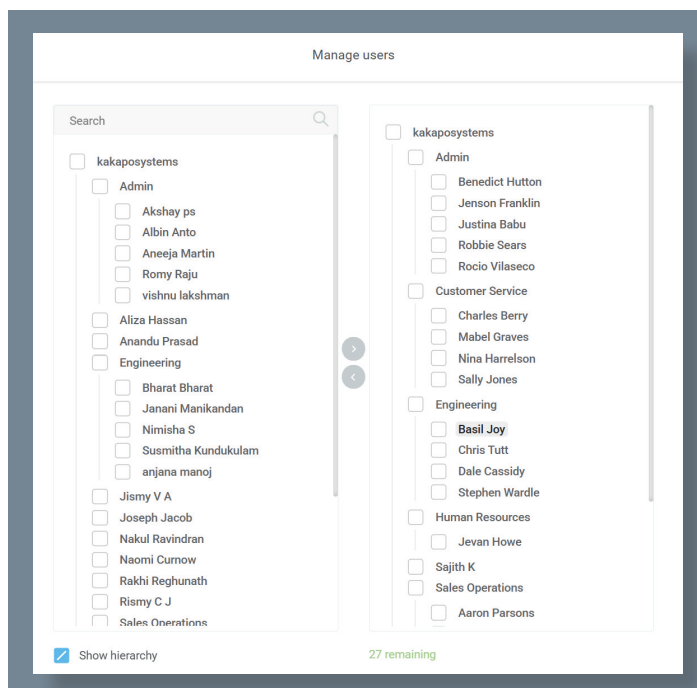 Manage users
Search
kakaposystems
Admin
Akshay ps
Albin Anto
Aneeja Martin
Romy Raju
vishnu lakshman
Aliza Hassan
Anandu Prasad
Engineering
Bharat Bharat
Janani Manikandan
Nimisha S
Susmitha Kundukulam
anjana manoj
Jismy V A
Joseph Jacob
Nakul Ravindran
Naomi Curnow
Rakhi Reghunath
Rismy C J
Sales Operations
Show hierarchy
kakaposystems
Admin
Benedict Hutton
Jenson Franklin
Justina Babu
Robbie Sears
Rocio Vilaseco
Customer Service
Charles Berry
Mabel Graves
Nina Harrelson
Sally Jones
Engineering
Basil Joy
Chris Tutt
Dale Cassidy
Stephen Wardle
Human Resources
Jevan Howe
Sajith K
Sales Operations
Aaron Parsons
27 remaining